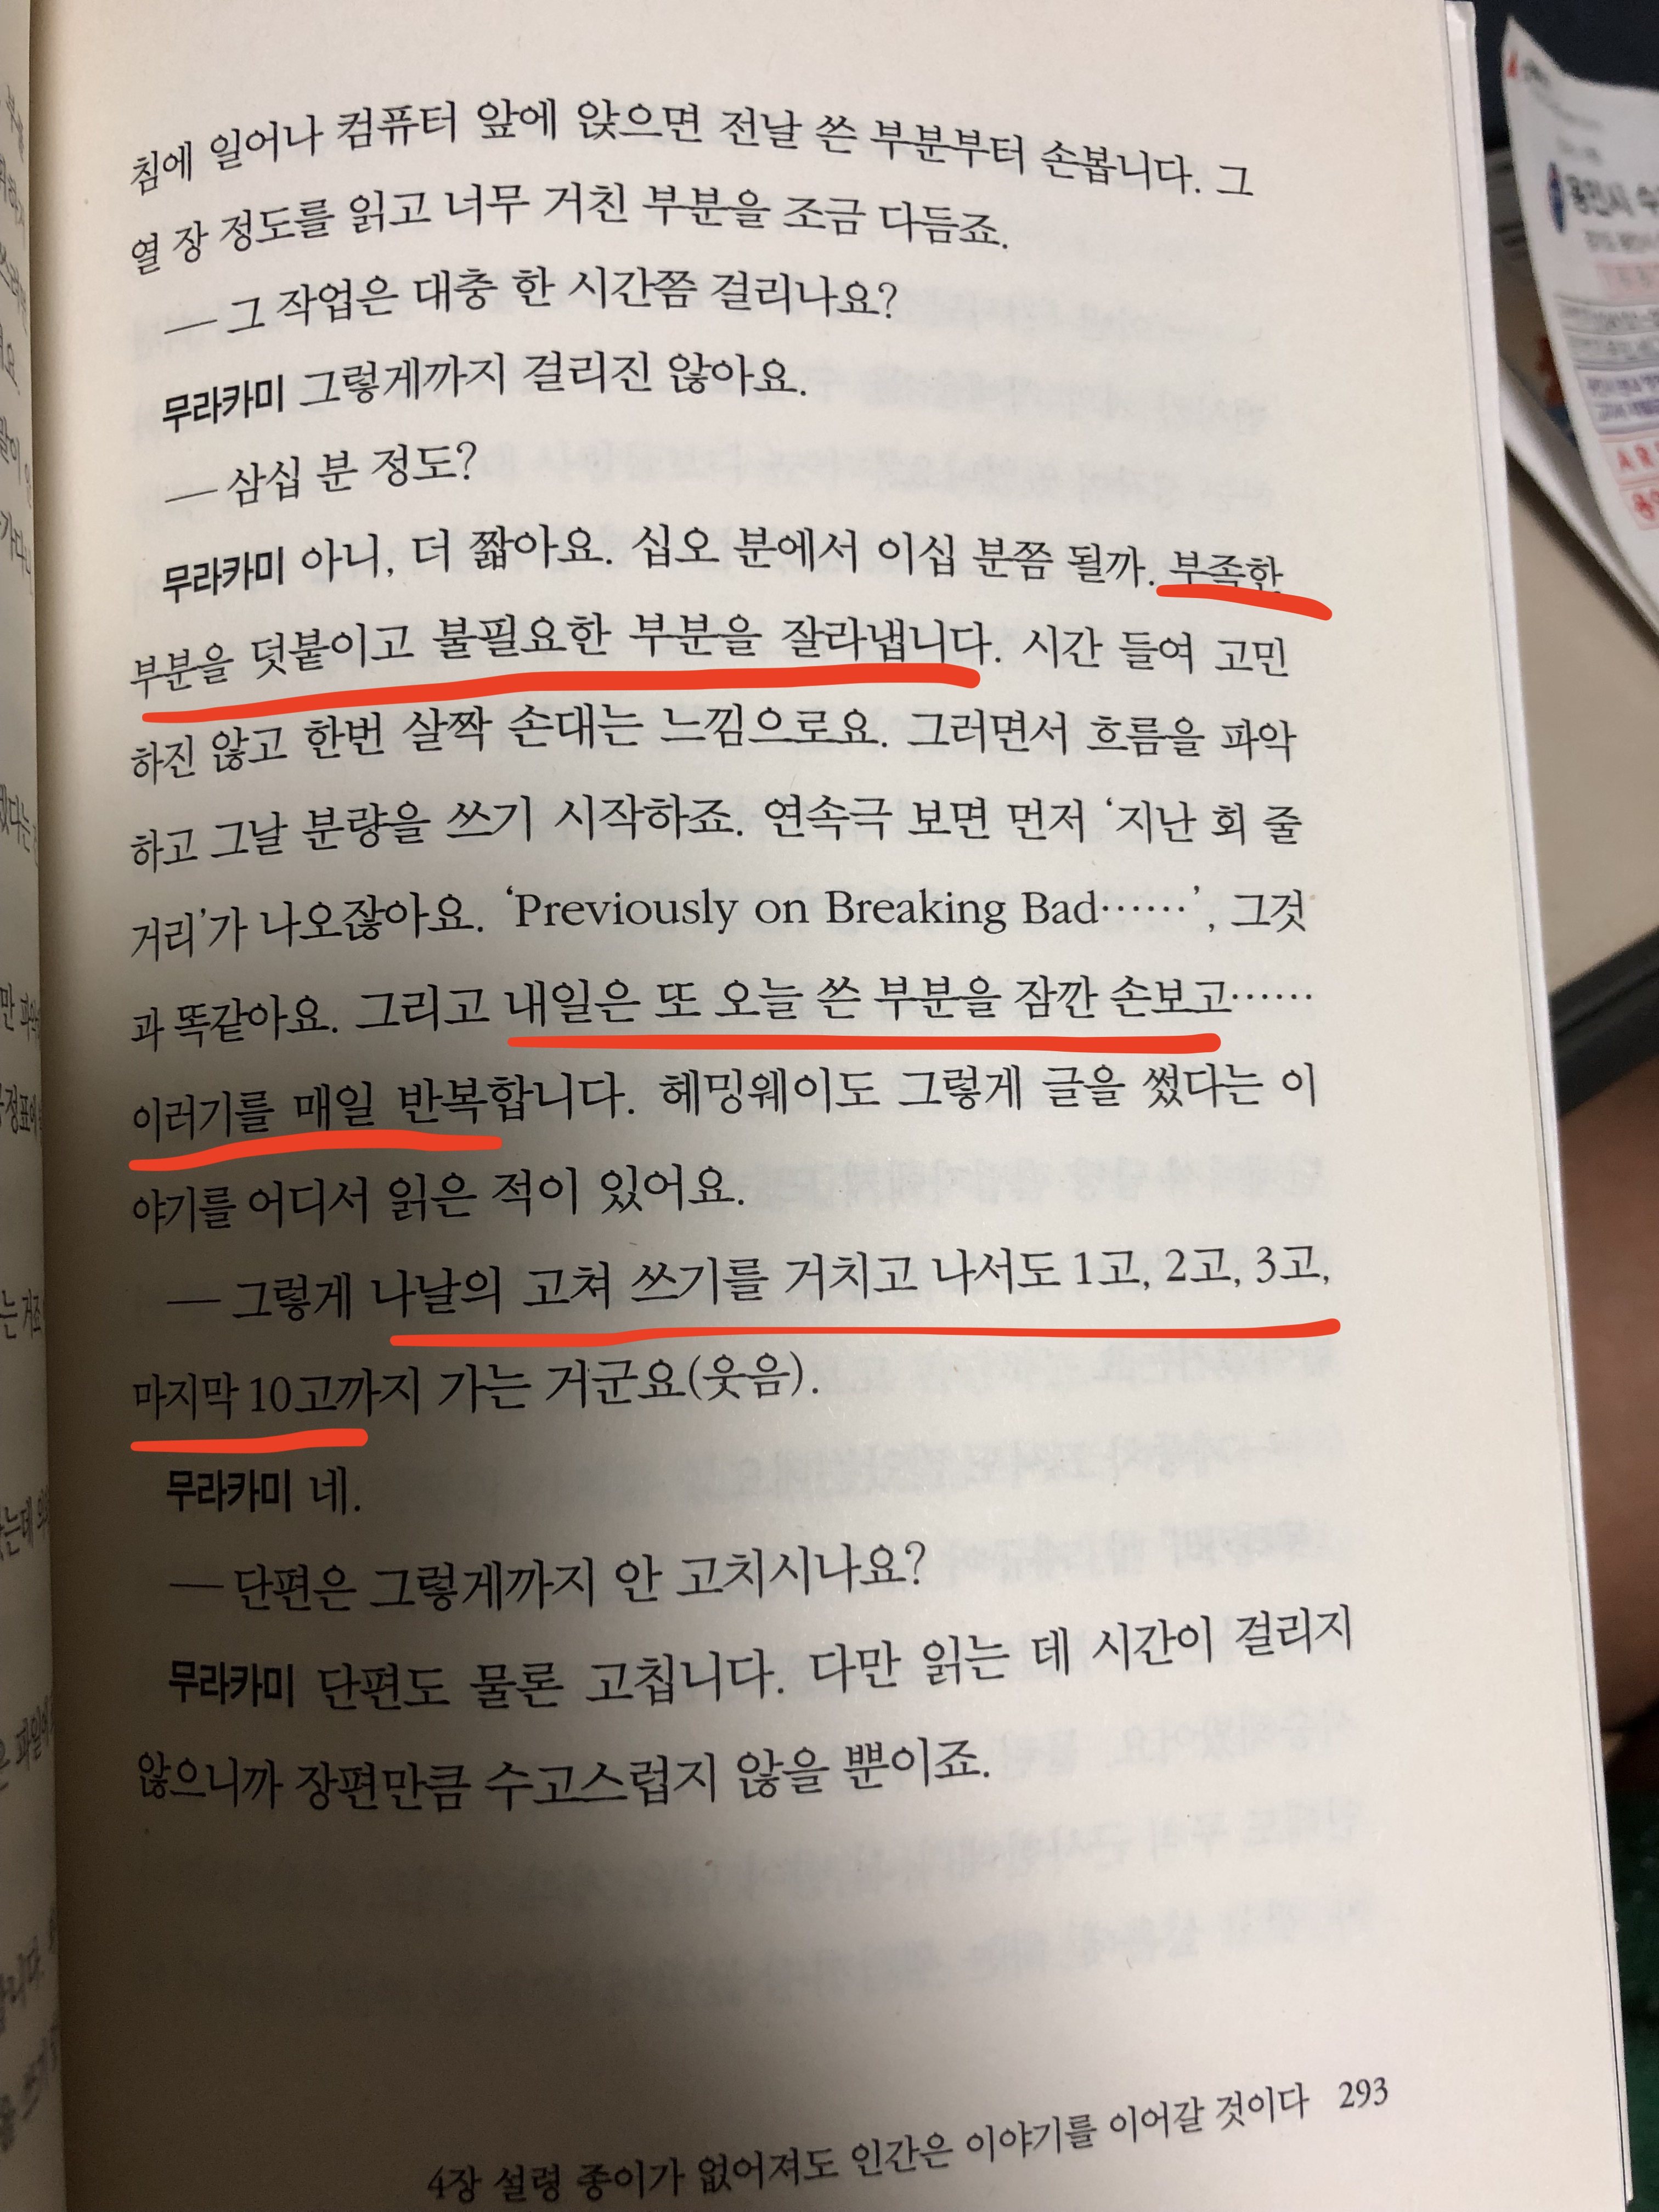 침에 일어나 컴퓨터 앞에 앉으면 전날 쓴 부분부터 손봅니다. 그
열 장 정도를 읽고 너무 거친 부분을 조금 다듬죠.
— 그 작업은 대충 한 시간쯤 걸리나요?
무라카미 그렇게까지 걸리진 않아요.
— 삼십 분 정도?
무라카미 아니, 더 짧아요. 십오 분에서 이십 분쯤 될까. 부족한
부분을 덧붙이고 불필요한 부분을 잘라냅니다. 시간 들여 고민
하진 않고 한번 살짝 손대는 느낌으로요. 그러면서 흐름을 파악
하고 그날 분량을 쓰기 시작하죠. 연속극 보면 먼저 ‘지난 회 줄
거리’가 나오잖아요. ‘Previously on Breaking Bad……’, 그것
과 똑같아요. 그리고 내일은 또 오늘 쓴 부분을 잠깐 손보고……
이러기를 매일 반복합니다. 헤밍웨이도 그렇게 글을 썼다는 이
야기를 어디서 읽은 적이 있어요.
— 그렇게 나날의 고쳐 쓰기를 거치고 나서도 1고, 2고, 3고,
마지막 10고까지 가는 거군요(웃음).
무라카미 네.
— 단편은 그렇게까지 안 고치시나요?
무라카미 단편도 물론 고칩니다. 다만 읽는 데 시간이 걸리지
않으니까 장편만큼 수고스럽지 않을 뿐이죠.
4장 설령 종이가 없어져도 인간은 이야기를 이어갈 것이다 293
용인시